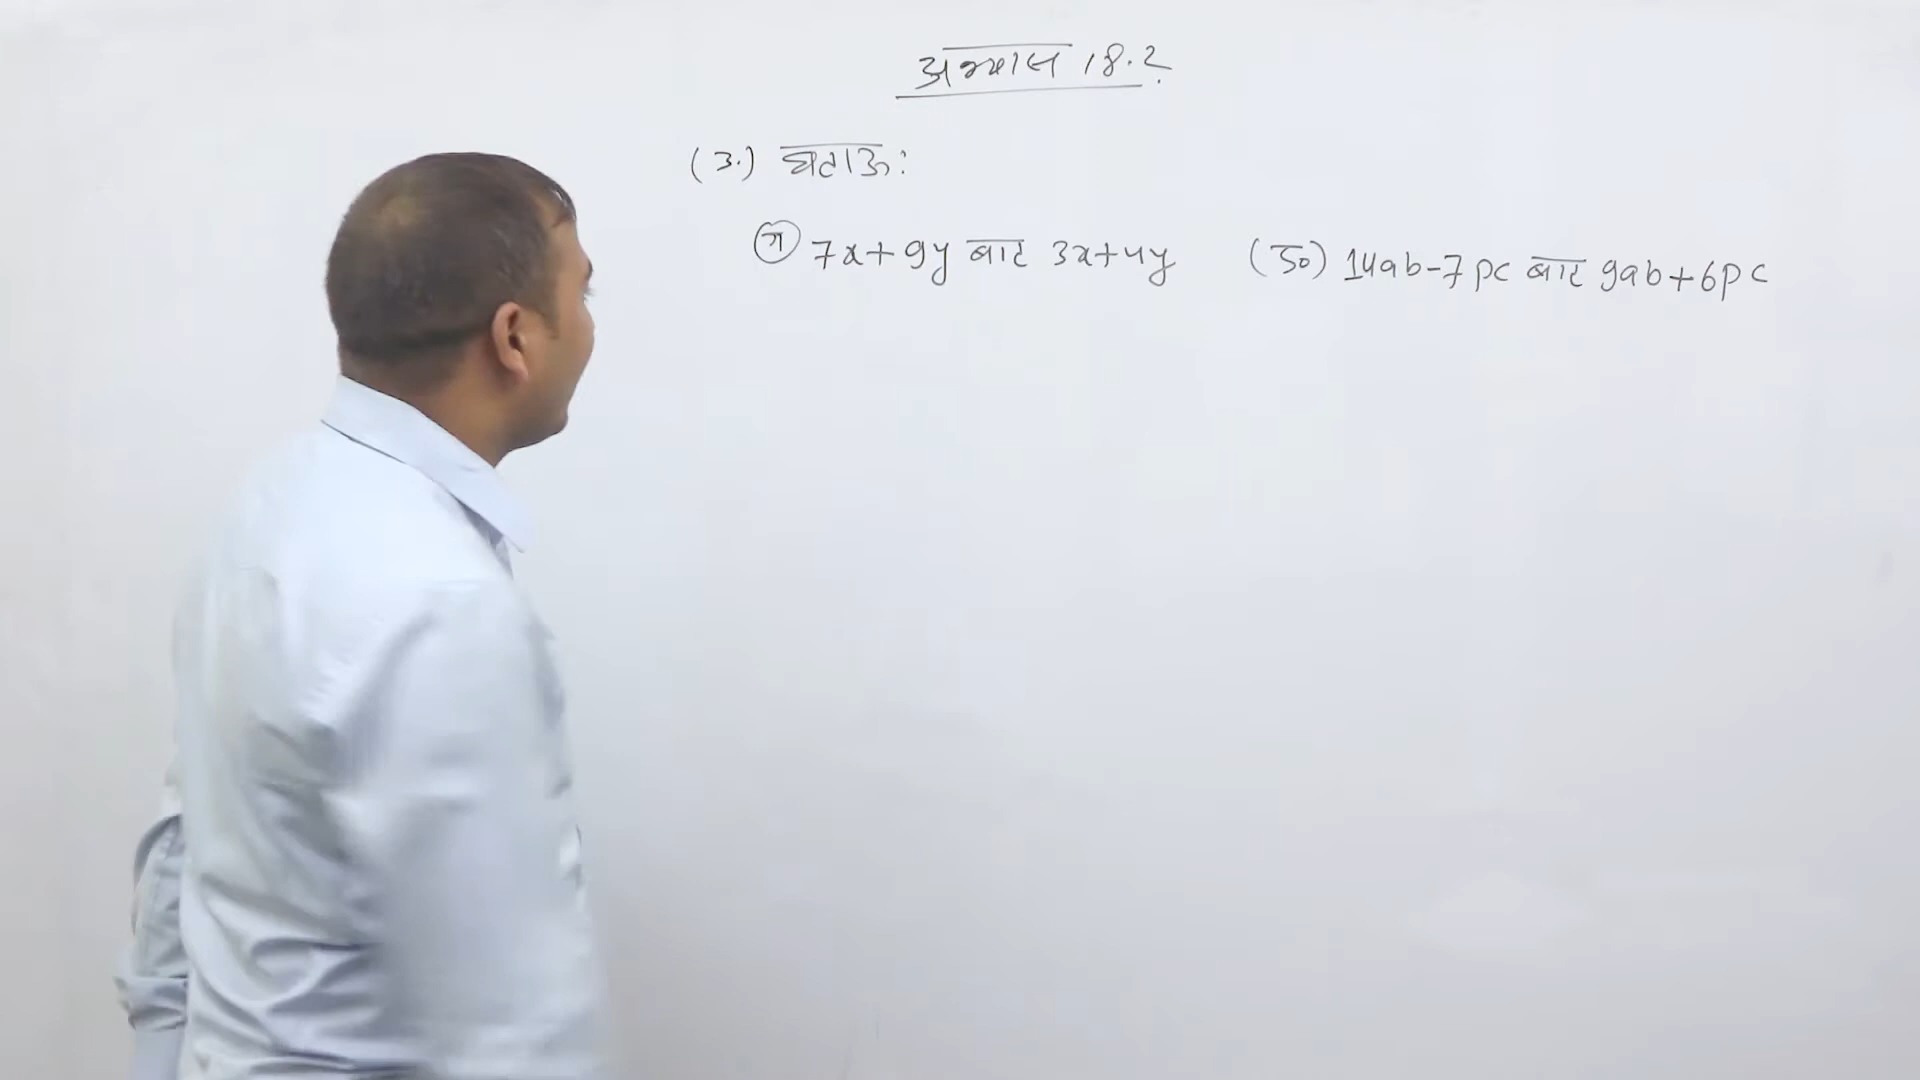 अभ्यास 18.2
(3.) घटाऊ:
(ग) 7x+9y बाट 3x+4y (ङ) 14ab-7pc बाट 9ab+6pc